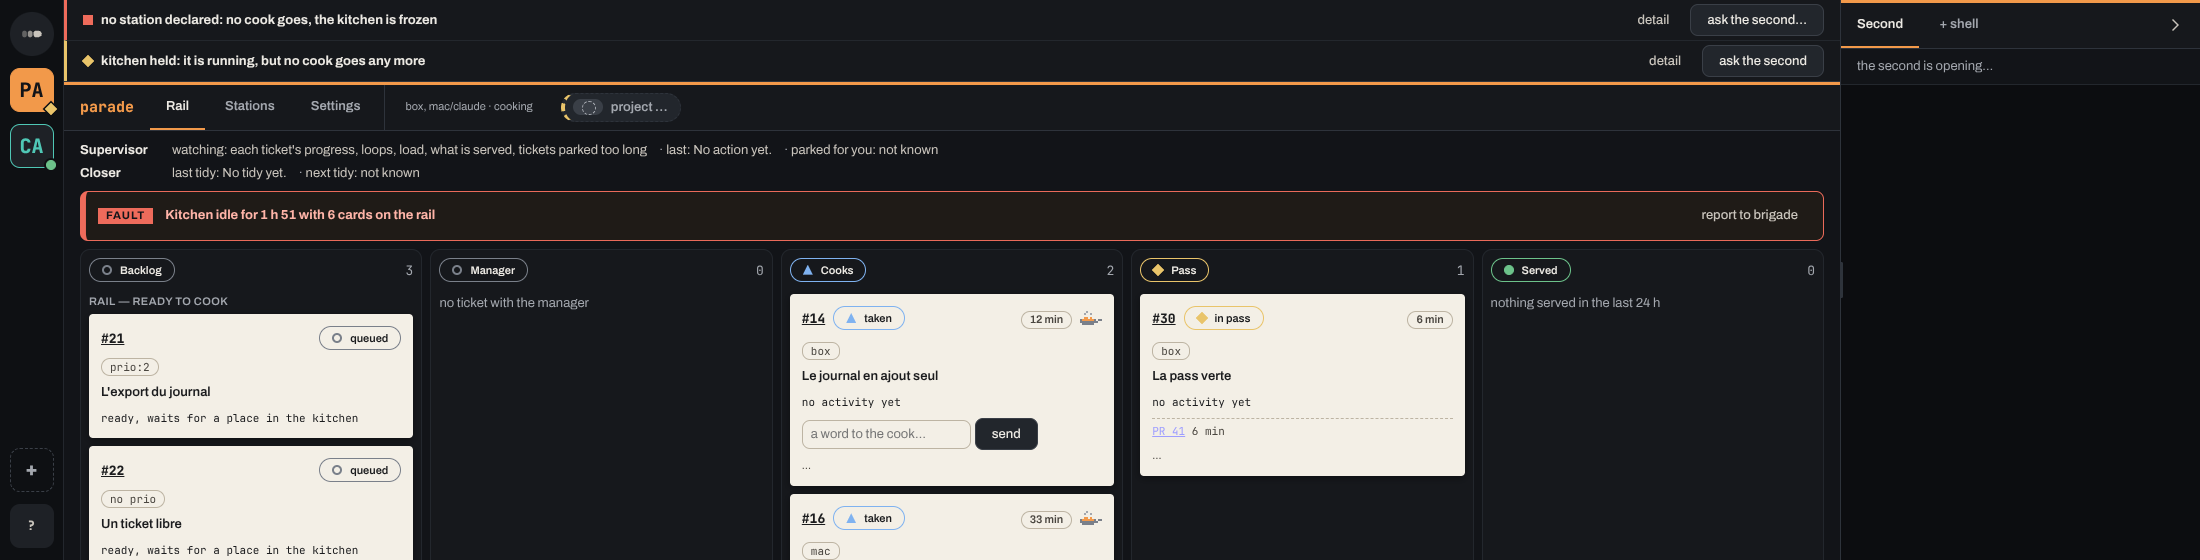 no station declared: no cook goes, the kitchen is frozen
detail
ask the second...
kitchen held: it is running, but no cook goes any more
detail
ask the second
PA
CA
+
?
parade
Rail
Stations
Settings
box, mac/claude · cooking
project ...
Supervisor
watching: each ticket's progress, loops, load, what is served, tickets parked too long · last: No action yet. · parked for you: not known
Closer
last tidy: No tidy yet. · next tidy: not known
FAULT
Kitchen idle for 1 h 51 with 6 cards on the rail
report to brigade
Backlog
3
RAIL — READY TO COOK
#21
queued
prio:2
L'export du journal
ready, waits for a place in the kitchen
#22
queued
no prio
Un ticket libre
ready, waits for a place in the kitchen
Manager
0
no ticket with the manager
Cooks
2
#14
taken
12 min
box
Le journal en ajout seul
no activity yet
a word to the cook...
send
...
#16
taken
33 min
mac
Pass
1
#30
in pass
6 min
box
La pass verte
no activity yet
PR 41 6 min
...
Served
0
nothing served in the last 24 h
Second
+ shell
the second is opening...